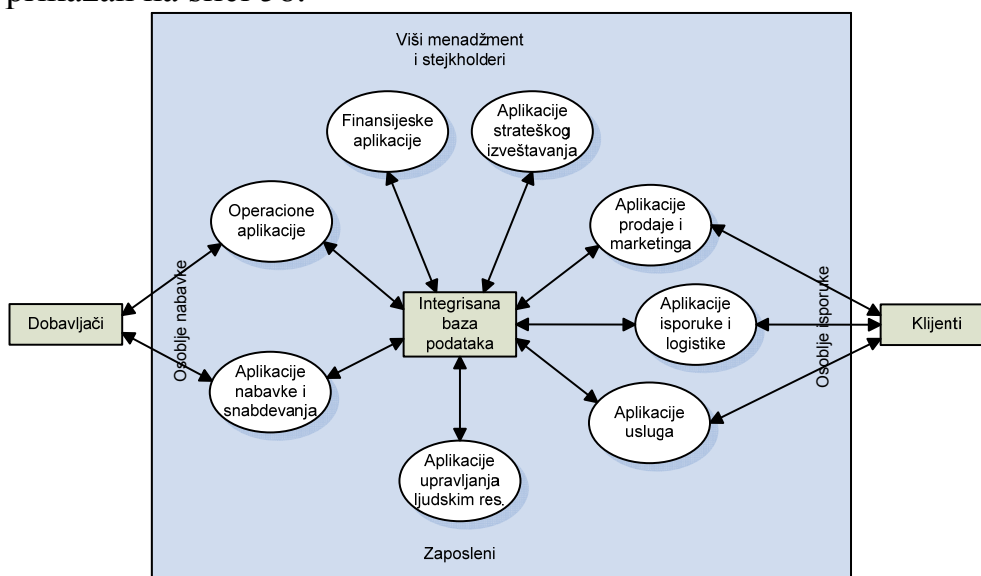 prikazan na slici 38.
Viši menadžment
i stejkholderi
Finansijeske
aplikacije
Aplikacije
strateškog
izveštavanja
Operacione
aplikacije
Aplikacije
prodaje i
marketinga
Osoblje nabavke
Dobavljači
Integrisana
baza
podataka
Aplikacije
isporuke i
logistike
Osoblje isporuke
Klijenti
Aplikacije
nabavke i
snabdevanja
Aplikacije
usluga
Aplikacije
upravljanja
ljudskim res.
Zaposleni